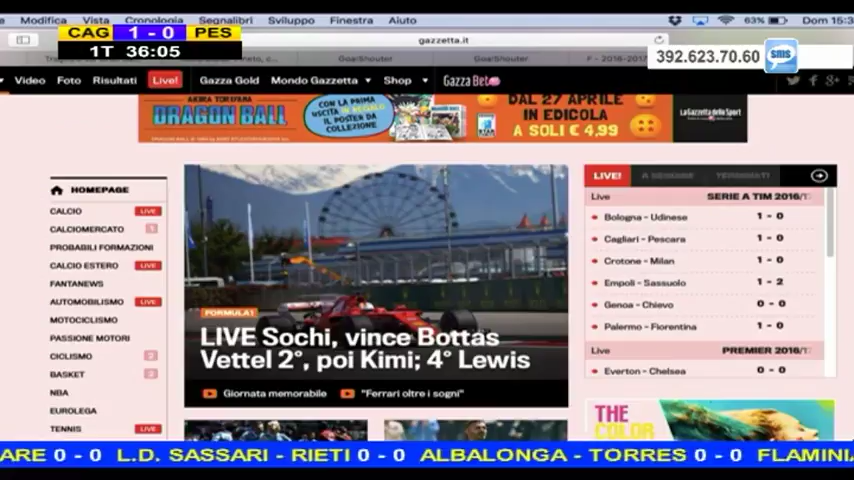 Modifica Vista Cronologia Segnalibri Sviluppo Finestra Aiuto 63% Dom 15:3
CAG 1 - 0 PES
1T 36:05
gazzetta.it
GoalShouter GoalShouter F - 2016-2017
392.623.70.60 SMS
Video Foto Risultati Live! Gazza Gold Mondo Gazzetta Shop GazzaBet
AKIRA TORIYAMA
DRAGON BALL
CON LA PRIMA
USCITA IN REGALO
IL POSTER DA
COLLEZIONE
DAL 27 APRILE
IN EDICOLA
A SOLI € 4,99
La Gazzetta dello Sport
HOMEPAGE
CALCIO LIVE
CALCIOMERCATO 1
PROBABILI FORMAZIONI
CALCIO ESTERO LIVE
FANTANEWS
AUTOMOBILISMO LIVE
MOTOCICLISMO
PASSIONE MOTORI
CICLISMO 2
BASKET 2
NBA
EUROLEGA
TENNIS LIVE
FORMULA1
LIVE Sochi, vince Bottas
Vettel 2°, poi Kimi; 4° Lewis
Giornata memorabile "Ferrari oltre i sogni"
LIVE! A SEGUIRE TERMINATI
Live SERIE A TIM 2016/1
Bologna - Udinese 1 - 0
Cagliari - Pescara 1 - 0
Crotone - Milan 1 - 0
Empoli - Sassuolo 1 - 2
Genoa - Chievo 0 - 0
Palermo - Fiorentina 1 - 0
Live PREMIER 2016/1
Everton - Chelsea 0 - 0
THE
COLOR
ARE 0 - 0 L.D. SASSARI - RIETI 0 - 0 ALBALONGA - TORRES 0 - 0 FLAMINIA